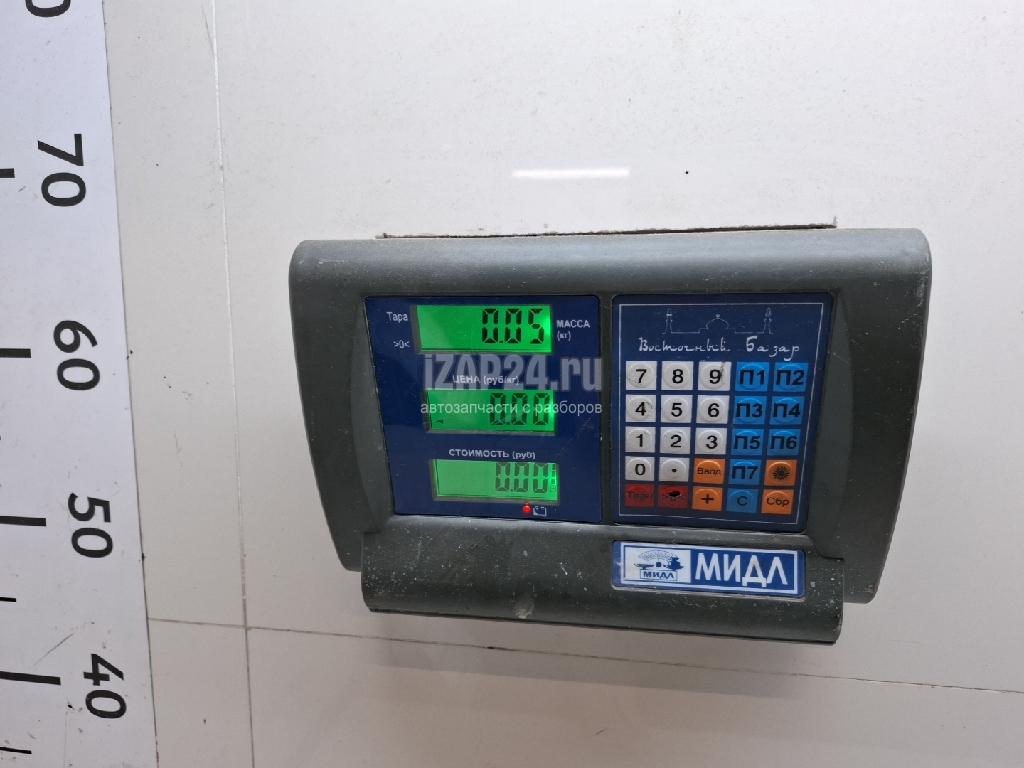 70
60
50
40
Тара
0.05
МАССА
(кг)
>0<
iZAP24.ru
ЦЕНА (руб/кг)
автозапчасти с разборов
0.00
СТОИМОСТЬ (руб)
0.00
Восточный Базар
7 8 9 П1 П2
4 5 6 П3 П4
1 2 3 П5 П6
0 . Взвл П7
Тара + С Сбр
МИДЛ
МИДЛ